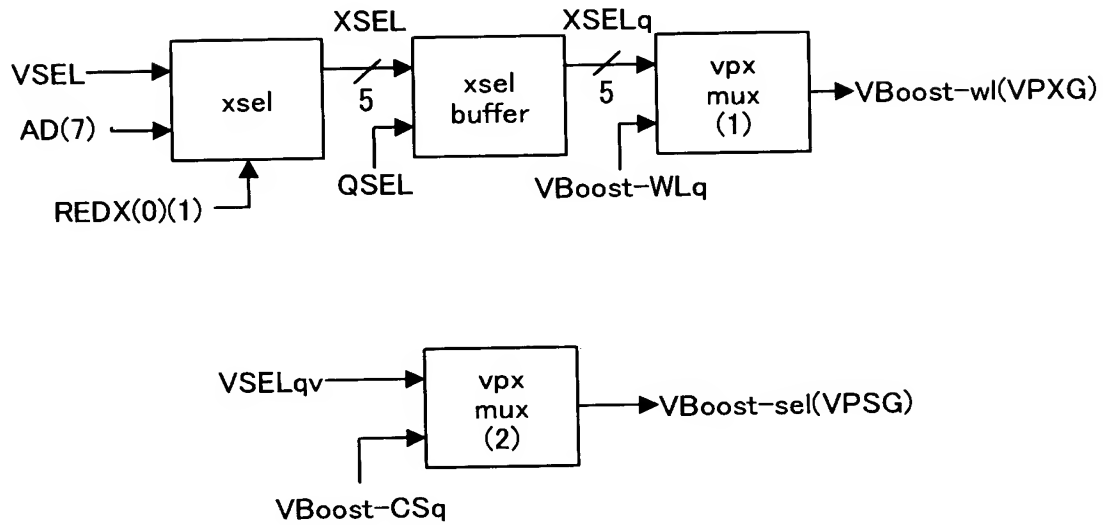 XSEL
XSELq
VSEL
xsel
xsel
buffer
vpx
mux
(1)
VBoost-wl(VPXG)
5
5
AD(7)
QSEL
VBoost-WLq
REDX(0)(1)
VSELqv
vpx
mux
(2)
VBoost-sel(VPSG)
VBoost-CSq